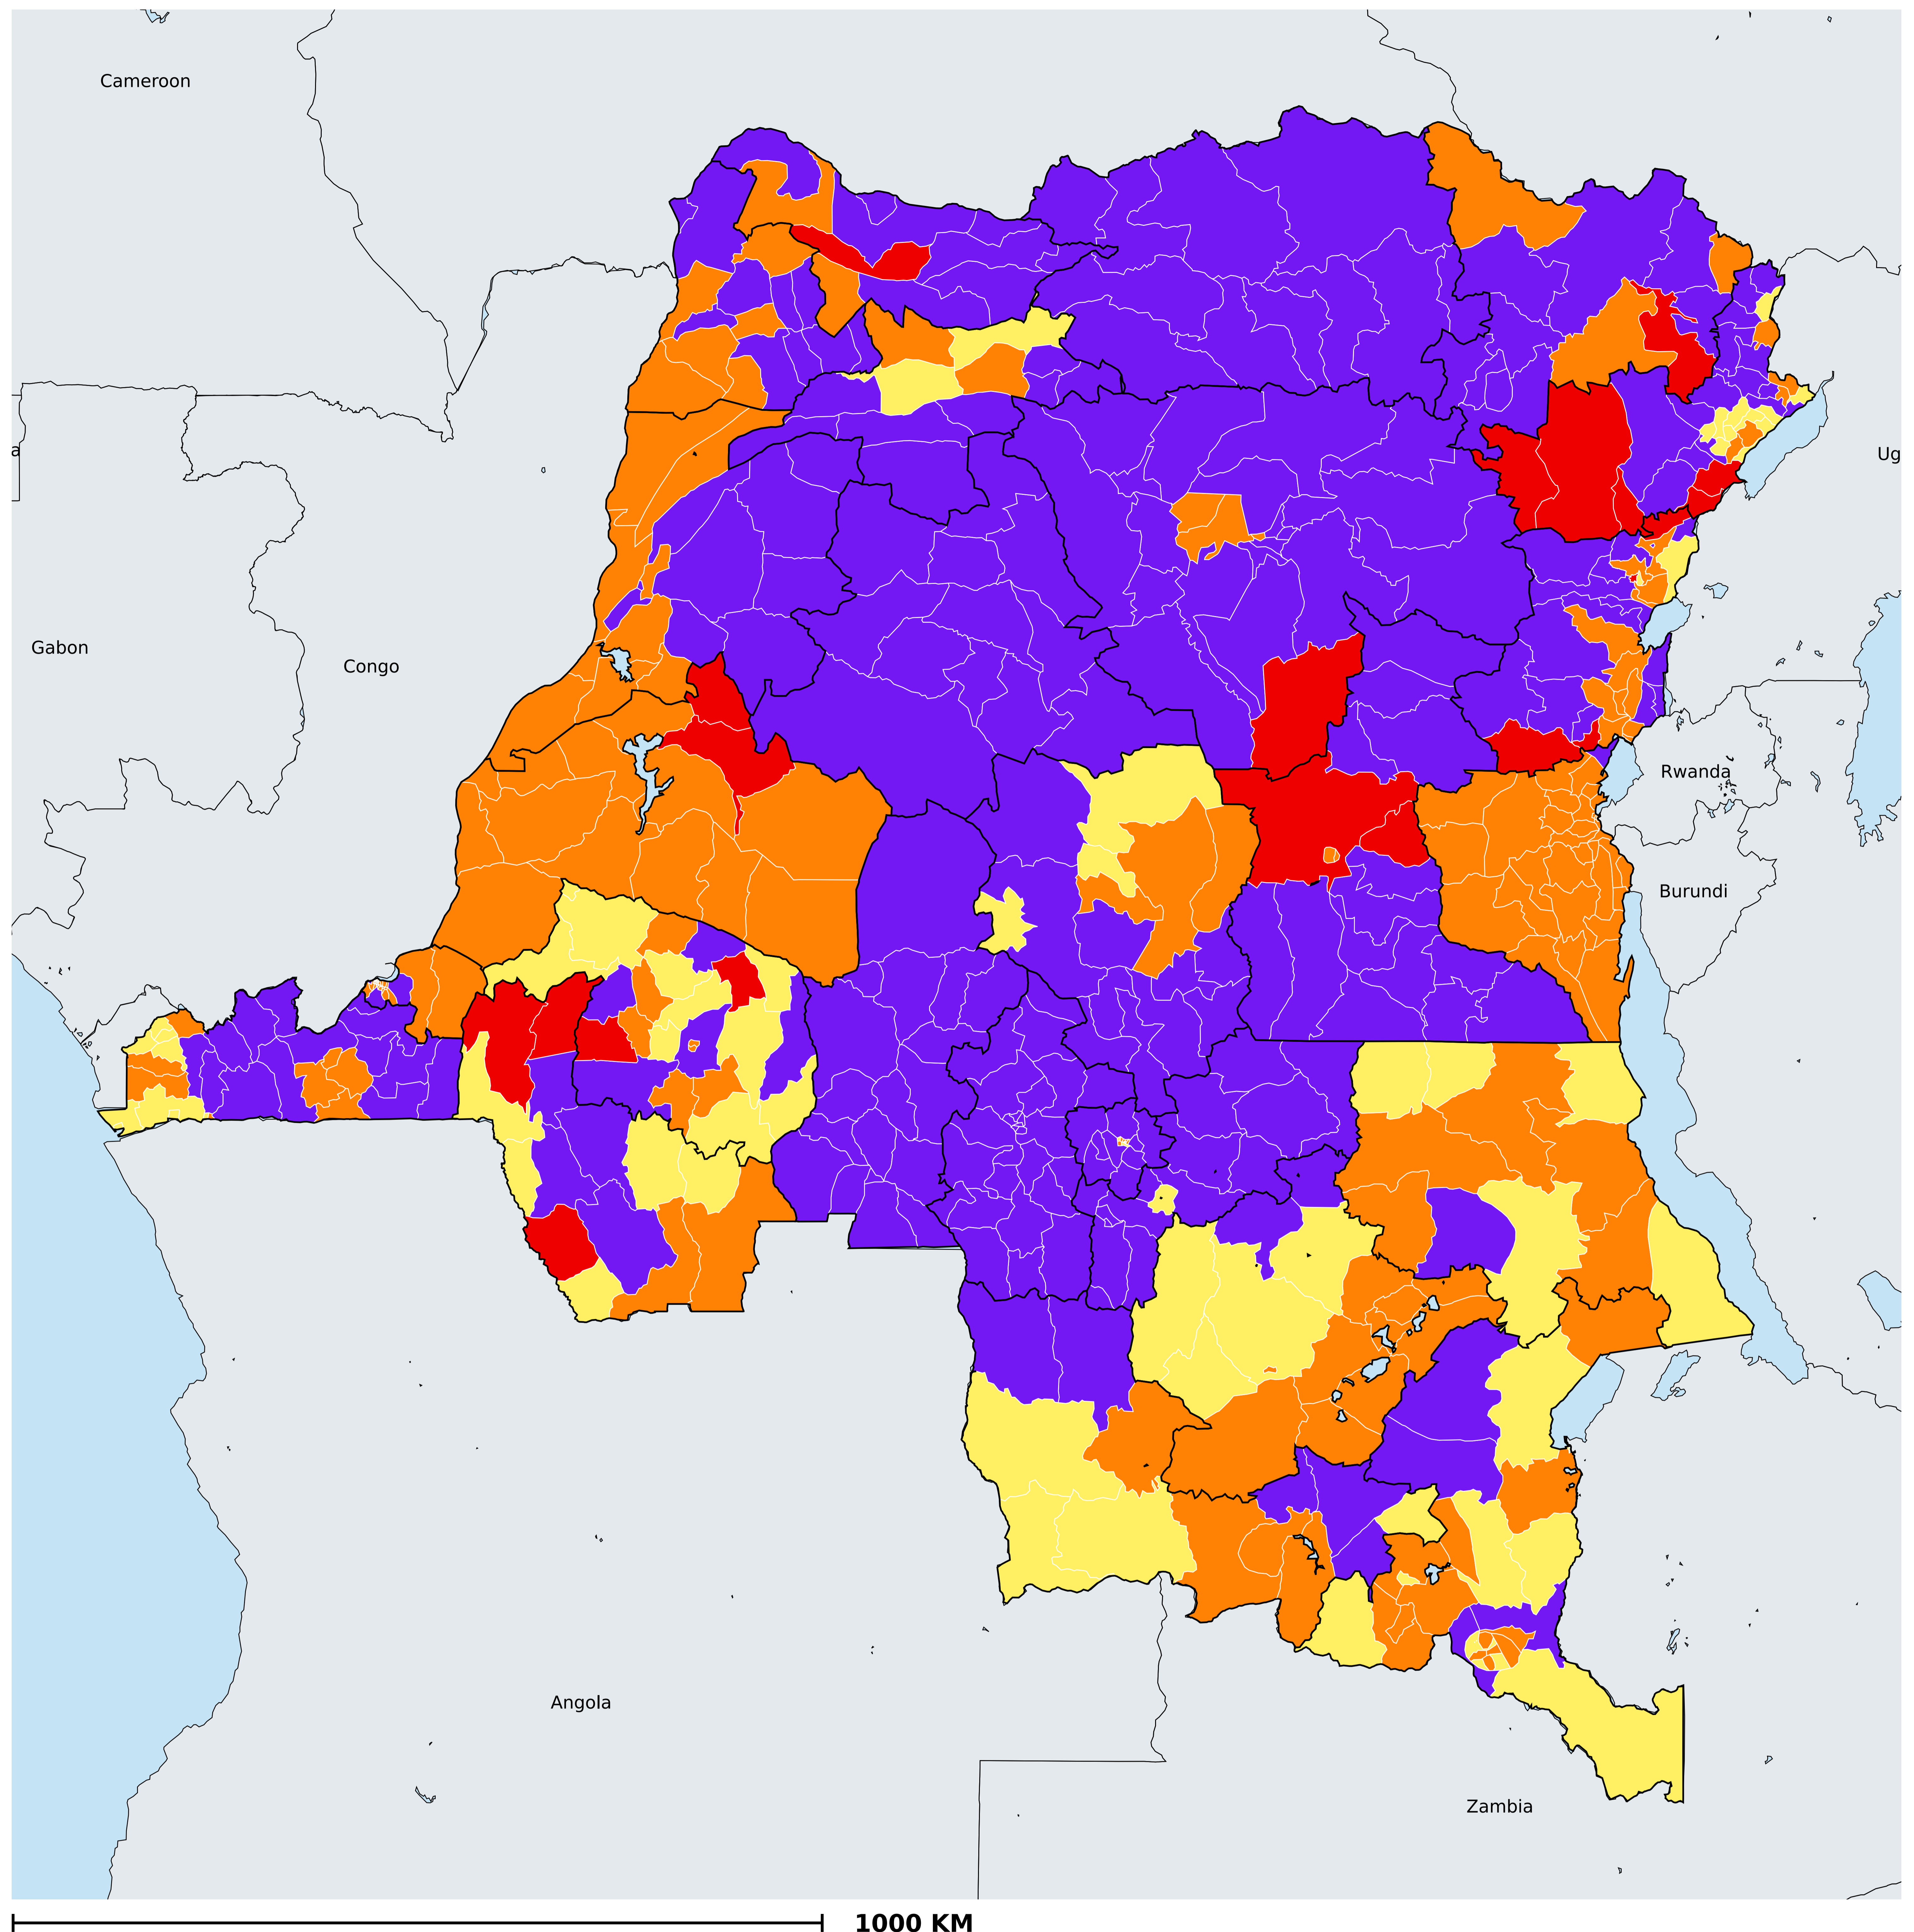 Cameroon
a
Ug
Gabon
Congo
Rwanda
Burundi
Angola
Zambia
1000 KM